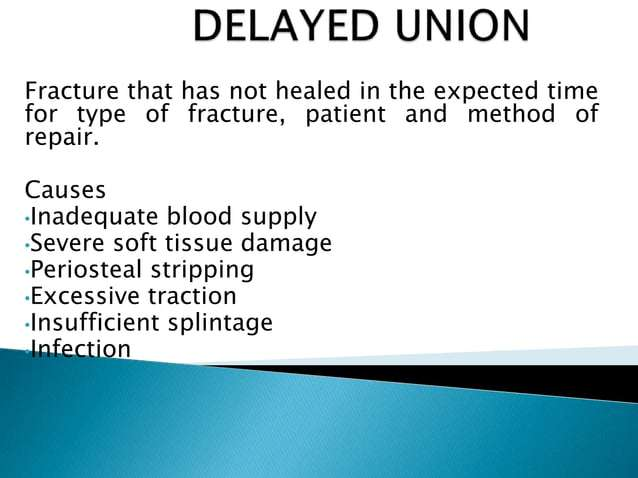 DELAYED UNION
Fracture that has not healed in the expected time
for type of fracture, patient and method of
repair.
Causes
•Inadequate blood supply
•Severe soft tissue damage
•Periosteal stripping
•Excessive traction
•Insufficient splintage
•Infection